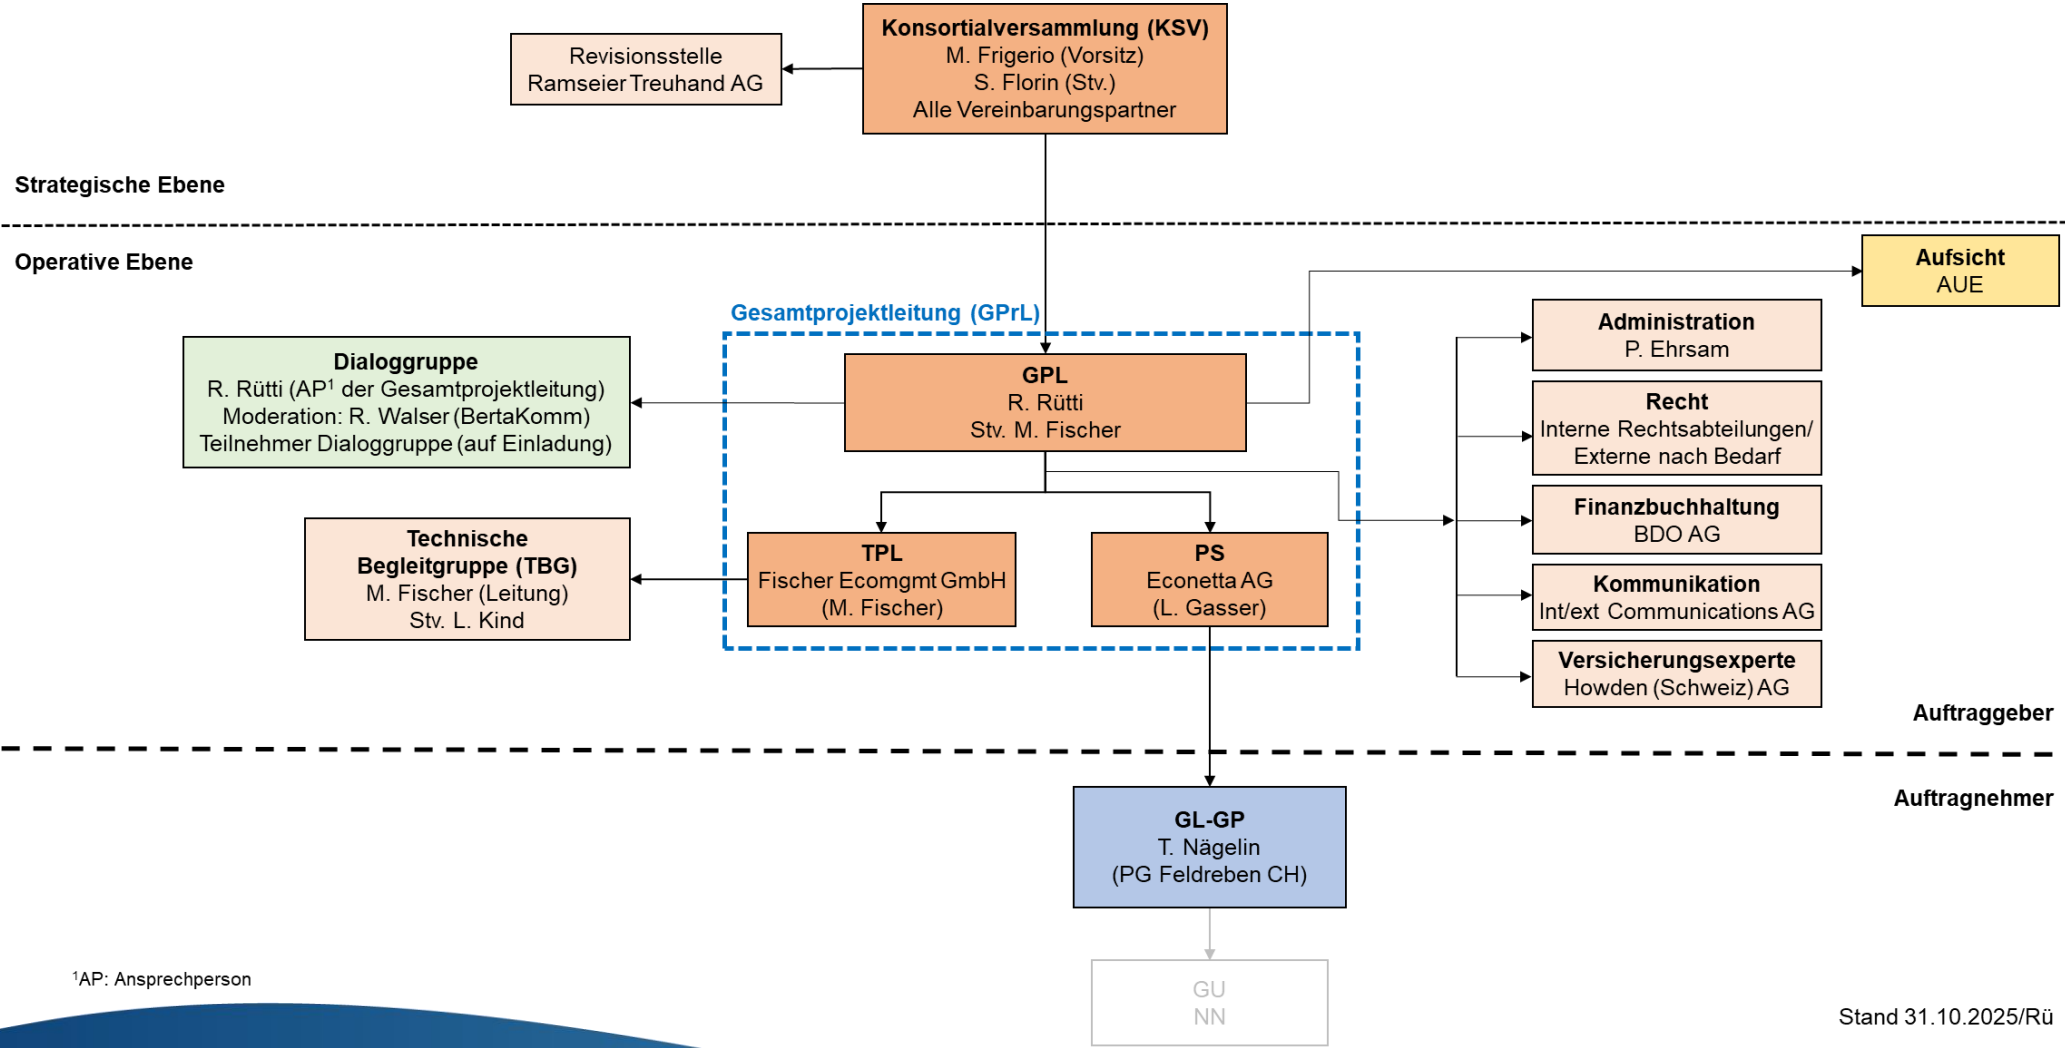 Konsortialversammlung (KSV)
M. Frigerio (Vorsitz)
S. Florin (Stv.)
Alle Vereinbarungspartner
Revisionsstelle
Ramseier Treuhand AG
Strategische Ebene
Operative Ebene
Aufsicht
AUE
Gesamtprojektleitung (GPrL)
Dialoggruppe
R. Rütti (AP¹ der Gesamtprojektleitung)
Moderation: R. Walser (BertaKomm)
Teilnehmer Dialoggruppe (auf Einladung)
GPL
R. Rütti
Stv. M. Fischer
Administration
P. Ehrsam
Recht
Interne Rechtsabteilungen/
Externe nach Bedarf
Finanzbuchhaltung
BDO AG
Kommunikation
Int/ext Communications AG
Versicherungsexperte
Howden (Schweiz) AG
Technische
Begleitgruppe (TBG)
M. Fischer (Leitung)
Stv. L. Kind
TPL
Fischer Ecomgmt GmbH
(M. Fischer)
PS
Econetta AG
(L. Gasser)
Auftraggeber
Auftragnehmer
GL-GP
T. Nägelin
(PG Feldreben CH)
GU
NN
¹AP: Ansprechperson
Stand 31.10.2025/Rü